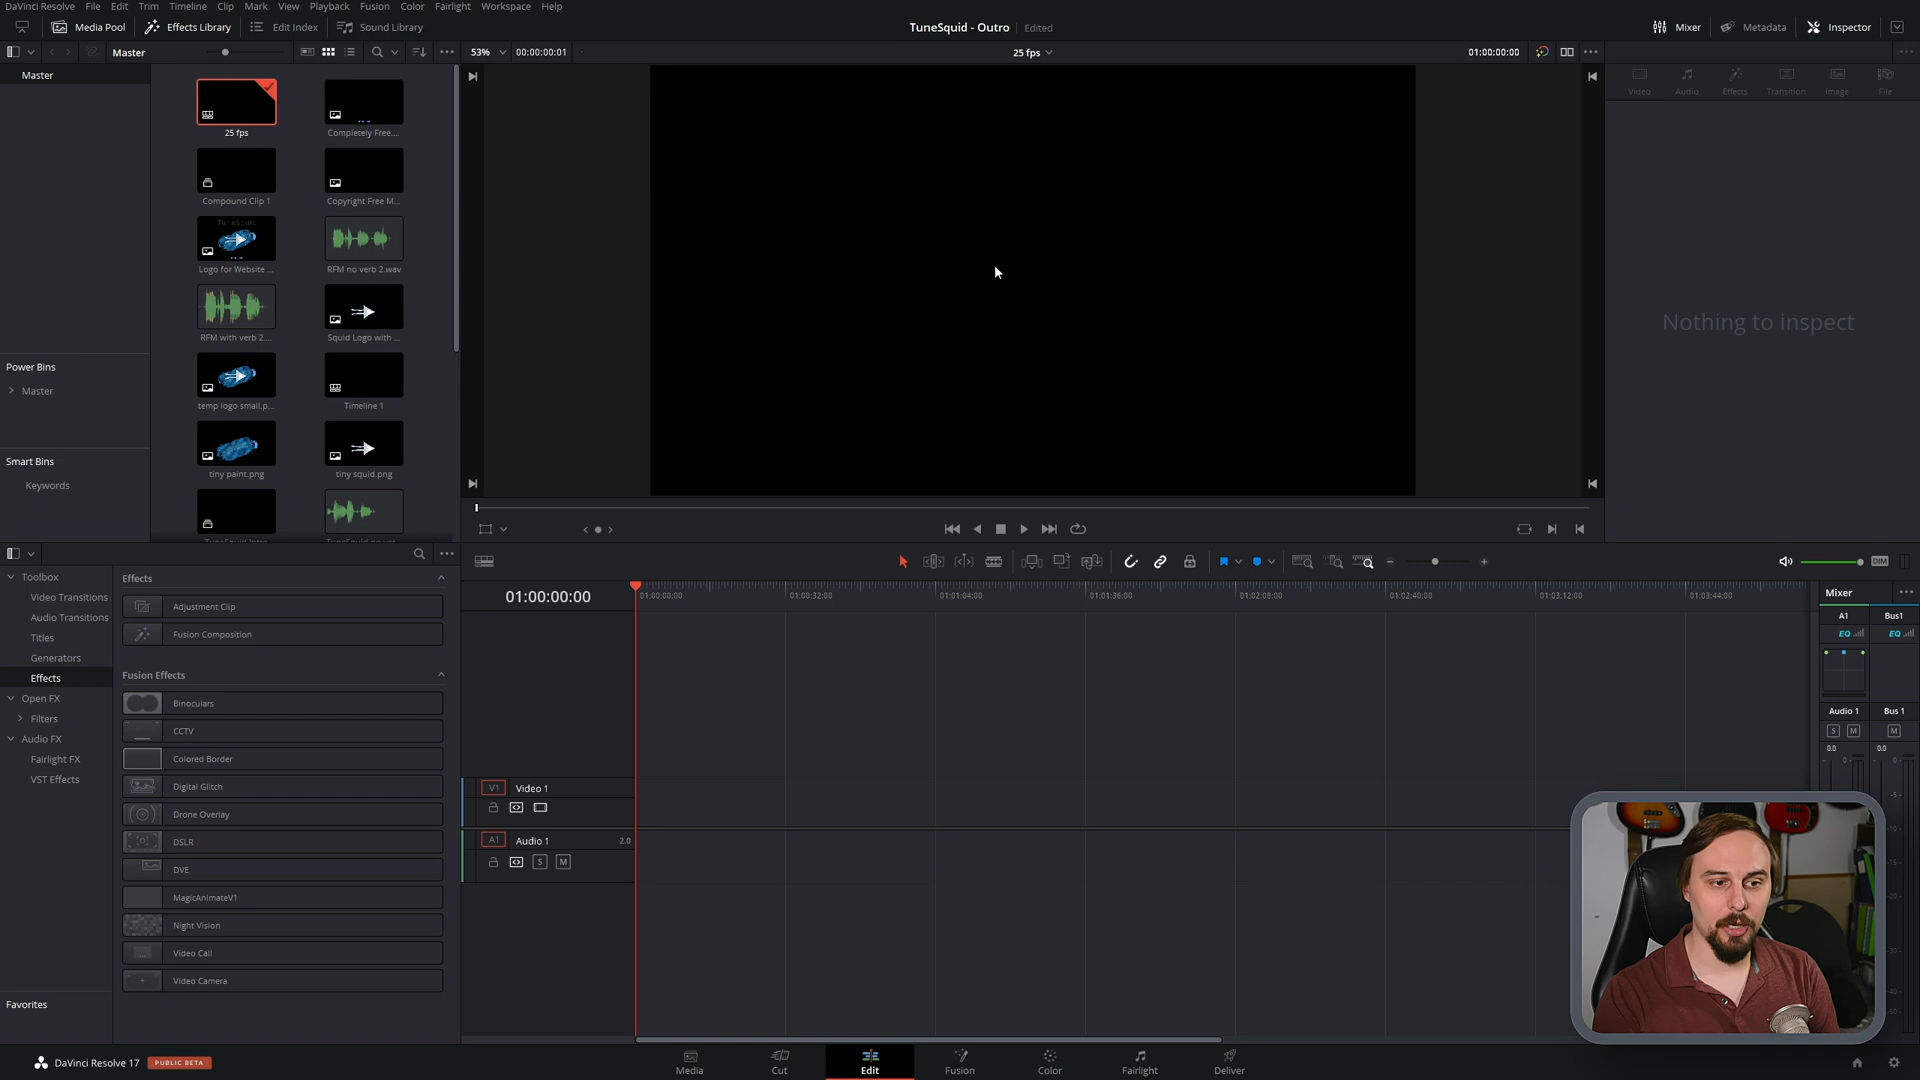 DaVinci Resolve File Edit Trim Timeline Clip Mark View Playback Fusion Color Fairlight Workspace Help
Media Pool Effects Library Edit Index Sound Library
TuneSquid - Outro Edited
Mixer Metadata Inspector
Master
53% 00:00:00:01
25 fps
01:00:00:00
Master
Video Audio Effects Transition Image File
25 fps
Completely Free....
Compound Clip 1
Copyright Free M...
Logo for Website ...
RFM no verb 2.wav
RFM with verb 2....
Squid Logo with ...
temp logo small.p...
Timeline 1
tiny paint.png
tiny squid.png
Nothing to inspect
Power Bins
Master
Smart Bins
Keywords
Toolbox
Video Transitions
Audio Transitions
Titles
Generators
Effects
Open FX
Filters
Audio FX
Fairlight FX
VST Effects
Favorites
Effects
Adjustment Clip
Fusion Composition
Fusion Effects
Binoculars
CCTV
Colored Border
Digital Glitch
Drone Overlay
DSLR
DVE
MagicAnimateV1
Night Vision
Video Call
Video Camera
DIM
01:00:00:00
01:00:00:00 01:00:32:00 01:01:04:00 01:01:36:00 01:02:08:00 01:02:40:00 01:03:12:00 01:03:44:00
V1 Video 1
A1 Audio 1 2.0
S M
Mixer
A1 Bus1
EQ EQ
Audio 1 Bus 1
S M M
0.0 0.0
DaVinci Resolve 17 PUBLIC BETA
Media Cut Edit Fusion Color Fairlight Deliver